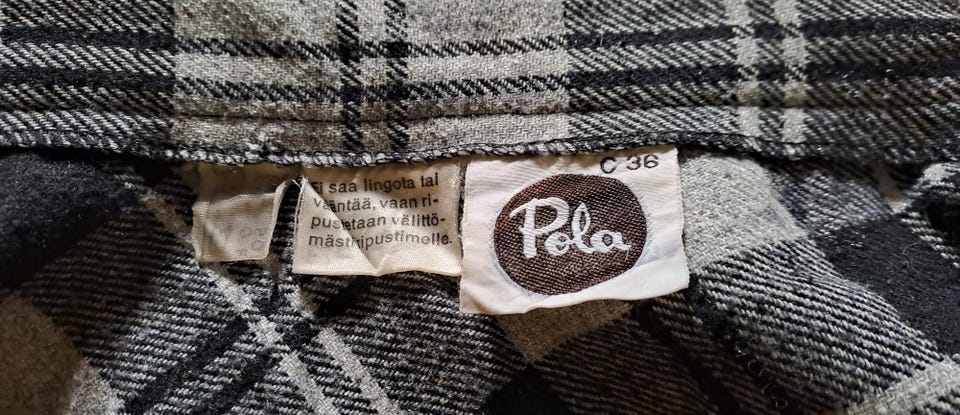 Ei saa lingota tai
vääntää, vaan ri-
pustetaan välittö-
mästi ripustimelle.
C 36
Pola